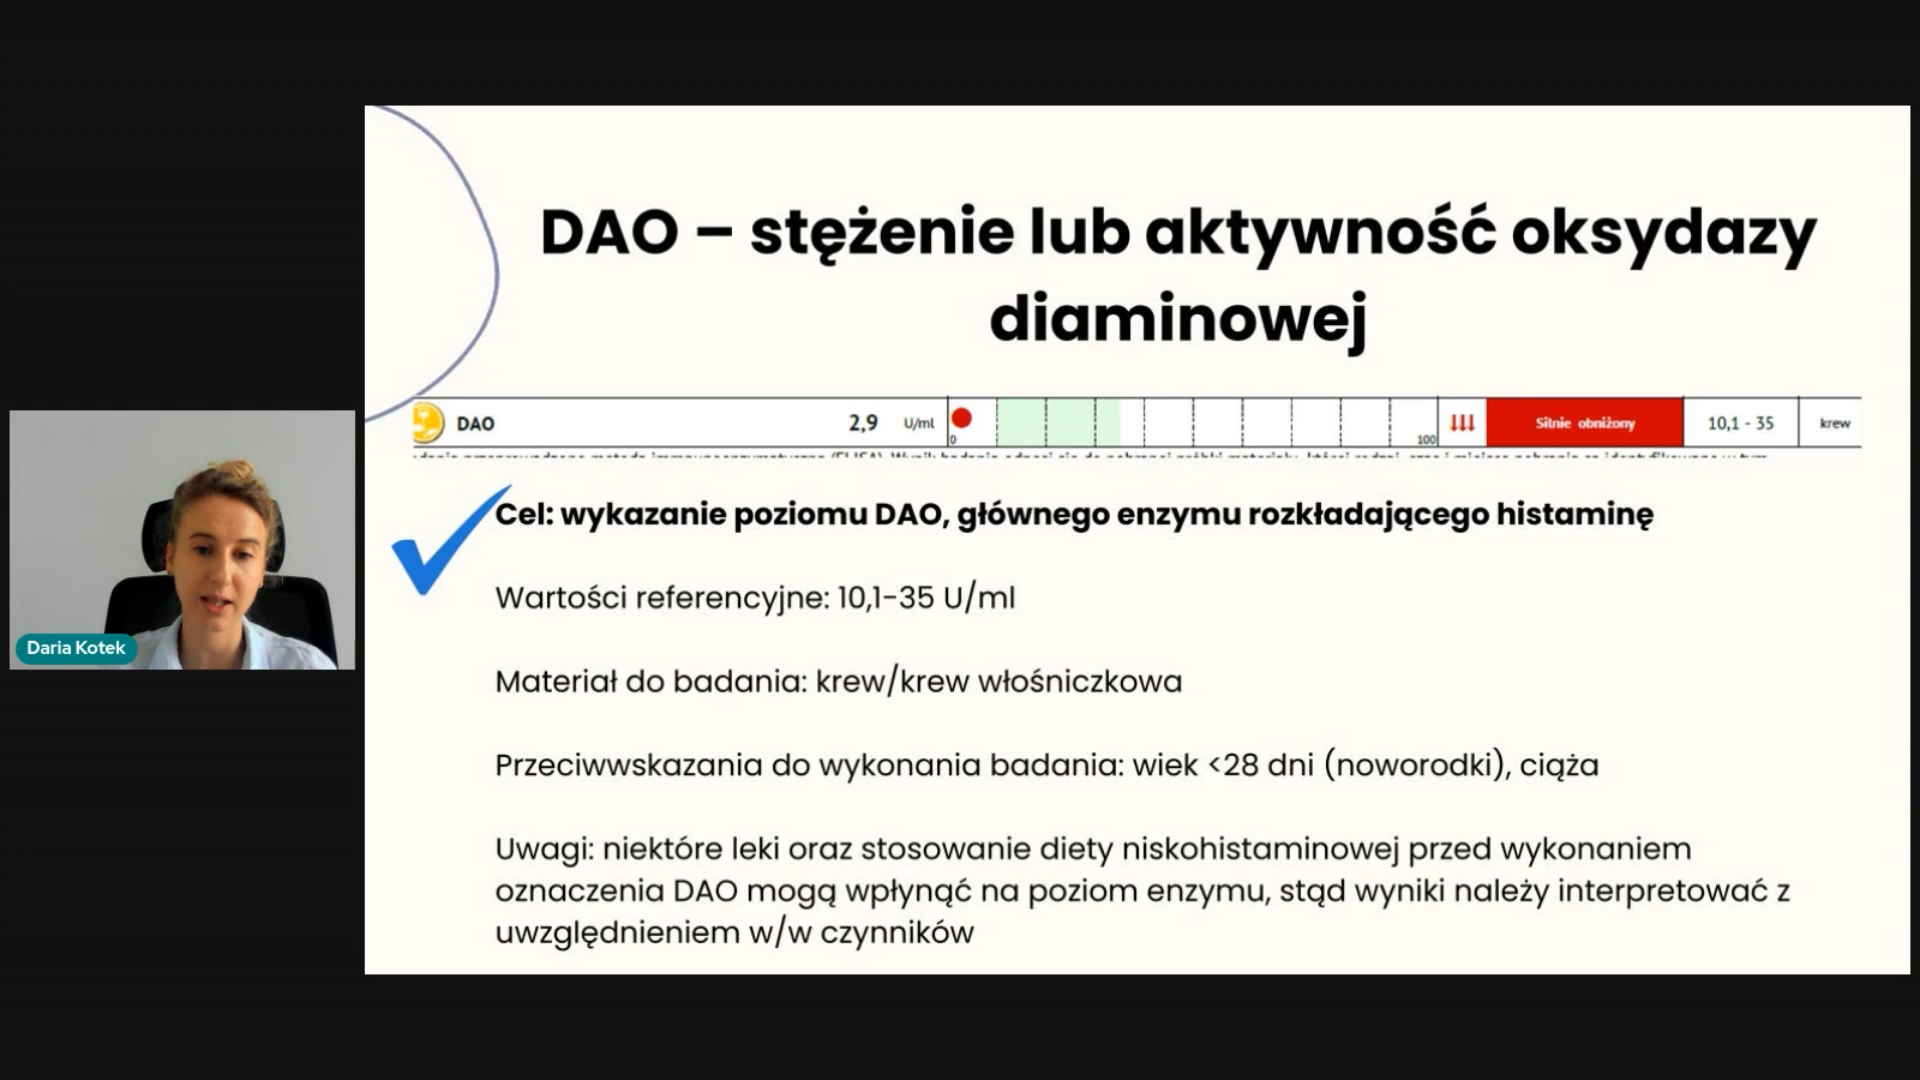 DAO – stężenie lub aktywność oksydazy
diaminowej
DAO 2,9 U/ml 0 100 Silnie obniżony 10,1 - 35 krew
Cel: wykazanie poziomu DAO, głównego enzymu rozkładającego histaminę
Wartości referencyjne: 10,1-35 U/ml
Daria Kotek
Materiał do badania: krew/krew włośniczkowa
Przeciwwskazania do wykonania badania: wiek <28 dni (noworodki), ciąża
Uwagi: niektóre leki oraz stosowanie diety niskohistaminowej przed wykonaniem
oznaczenia DAO mogą wpłynąć na poziom enzymu, stąd wyniki należy interpretować z
uwzględnieniem w/w czynników